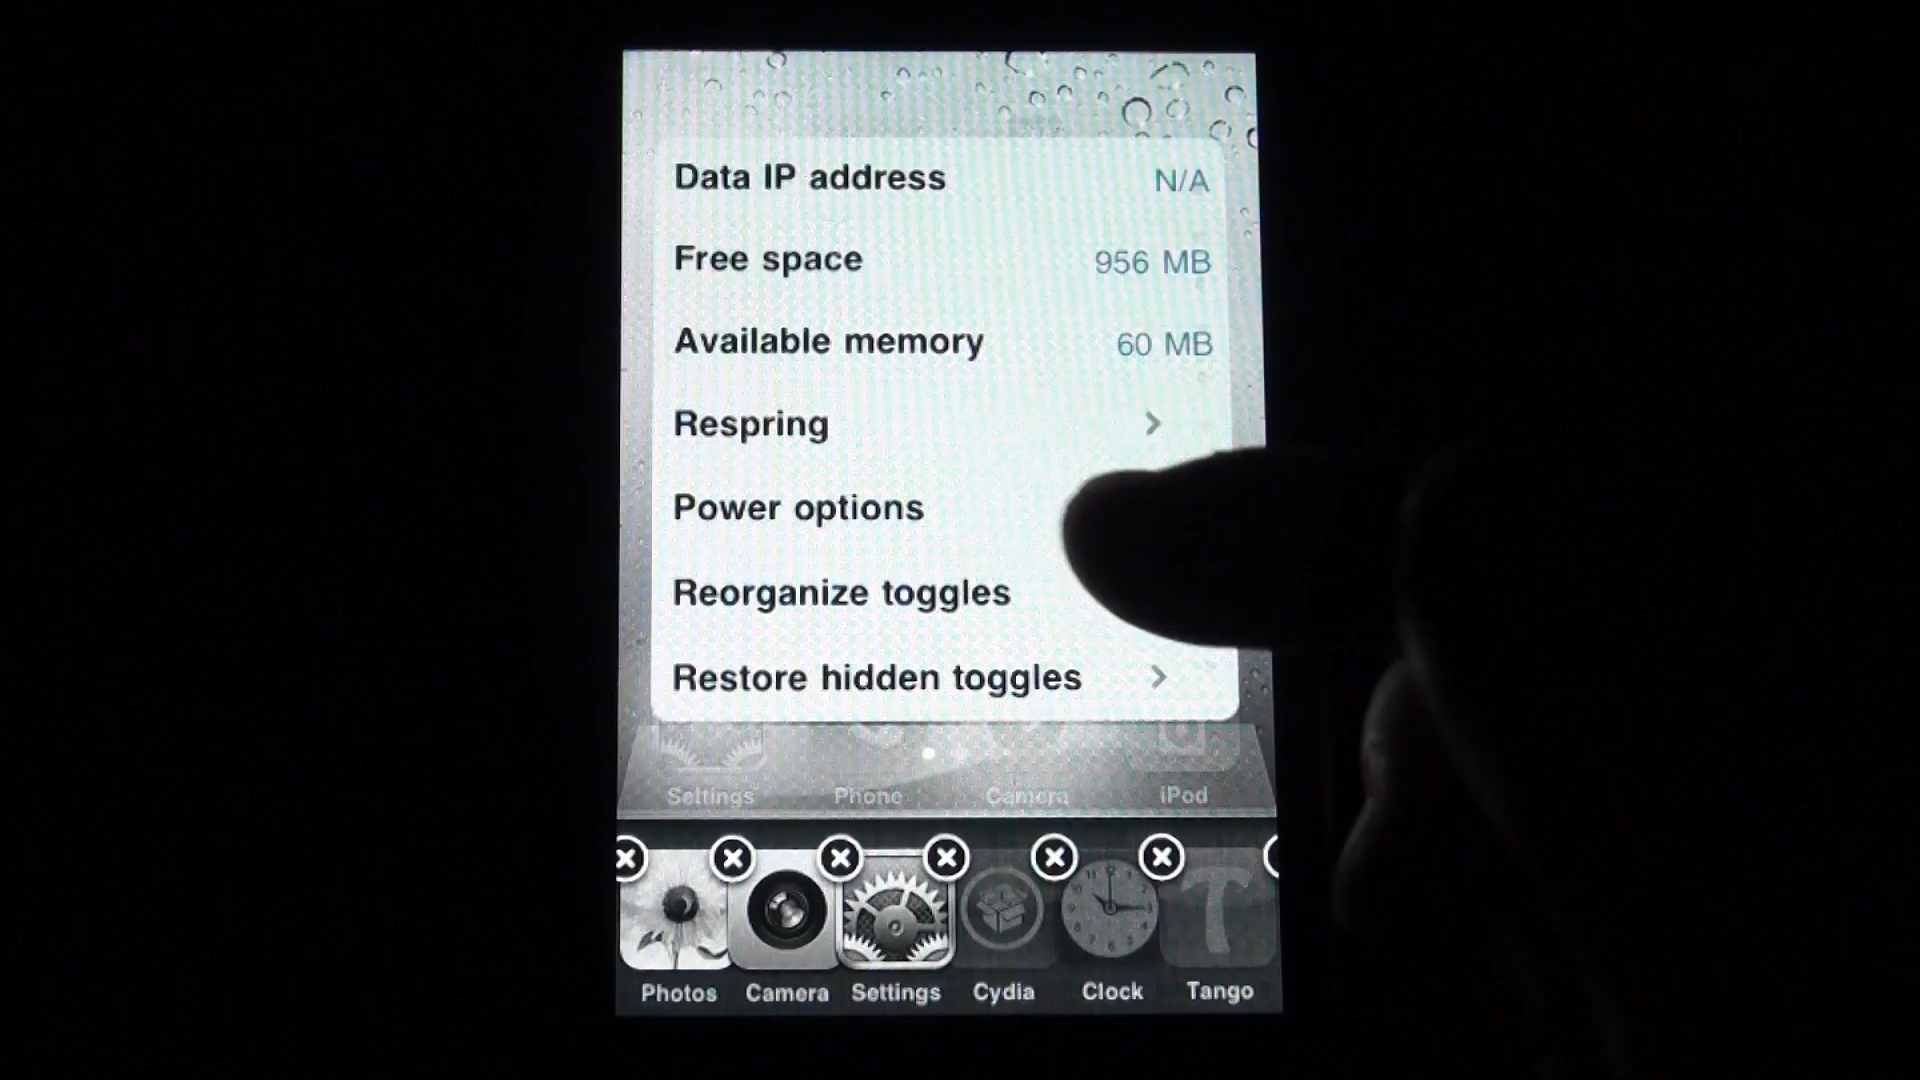 Data IP address N/A
Free space 956 MB
Available memory 60 MB
Respring
Power options
Reorganize toggles
Restore hidden toggles
Settings Phone Camera iPod
Photos Camera Settings Cydia Clock Tango